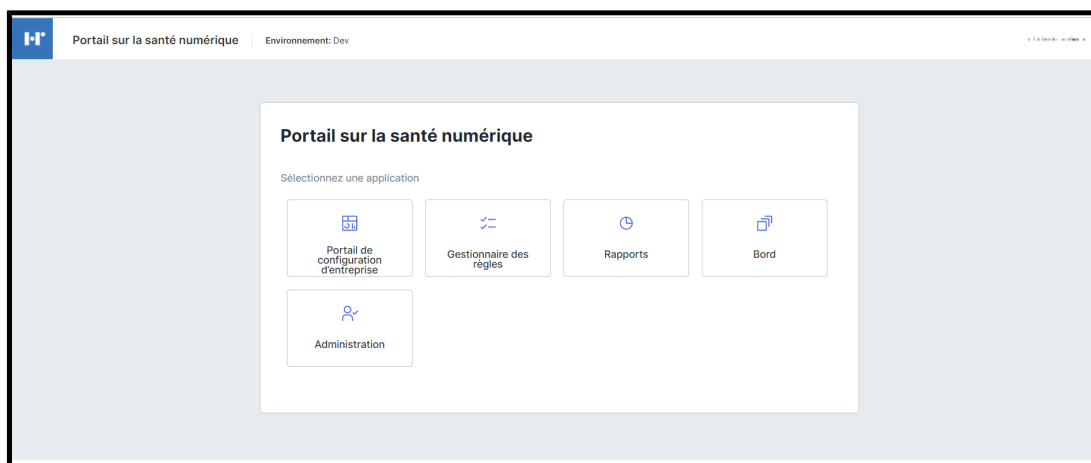 Portail sur la santé numérique
Environnement: Dev
Portail sur la santé numérique
Sélectionnez une application
Portail de
configuration
d'entreprise
Gestionnaire des
règles
Rapports
Bord
Administration